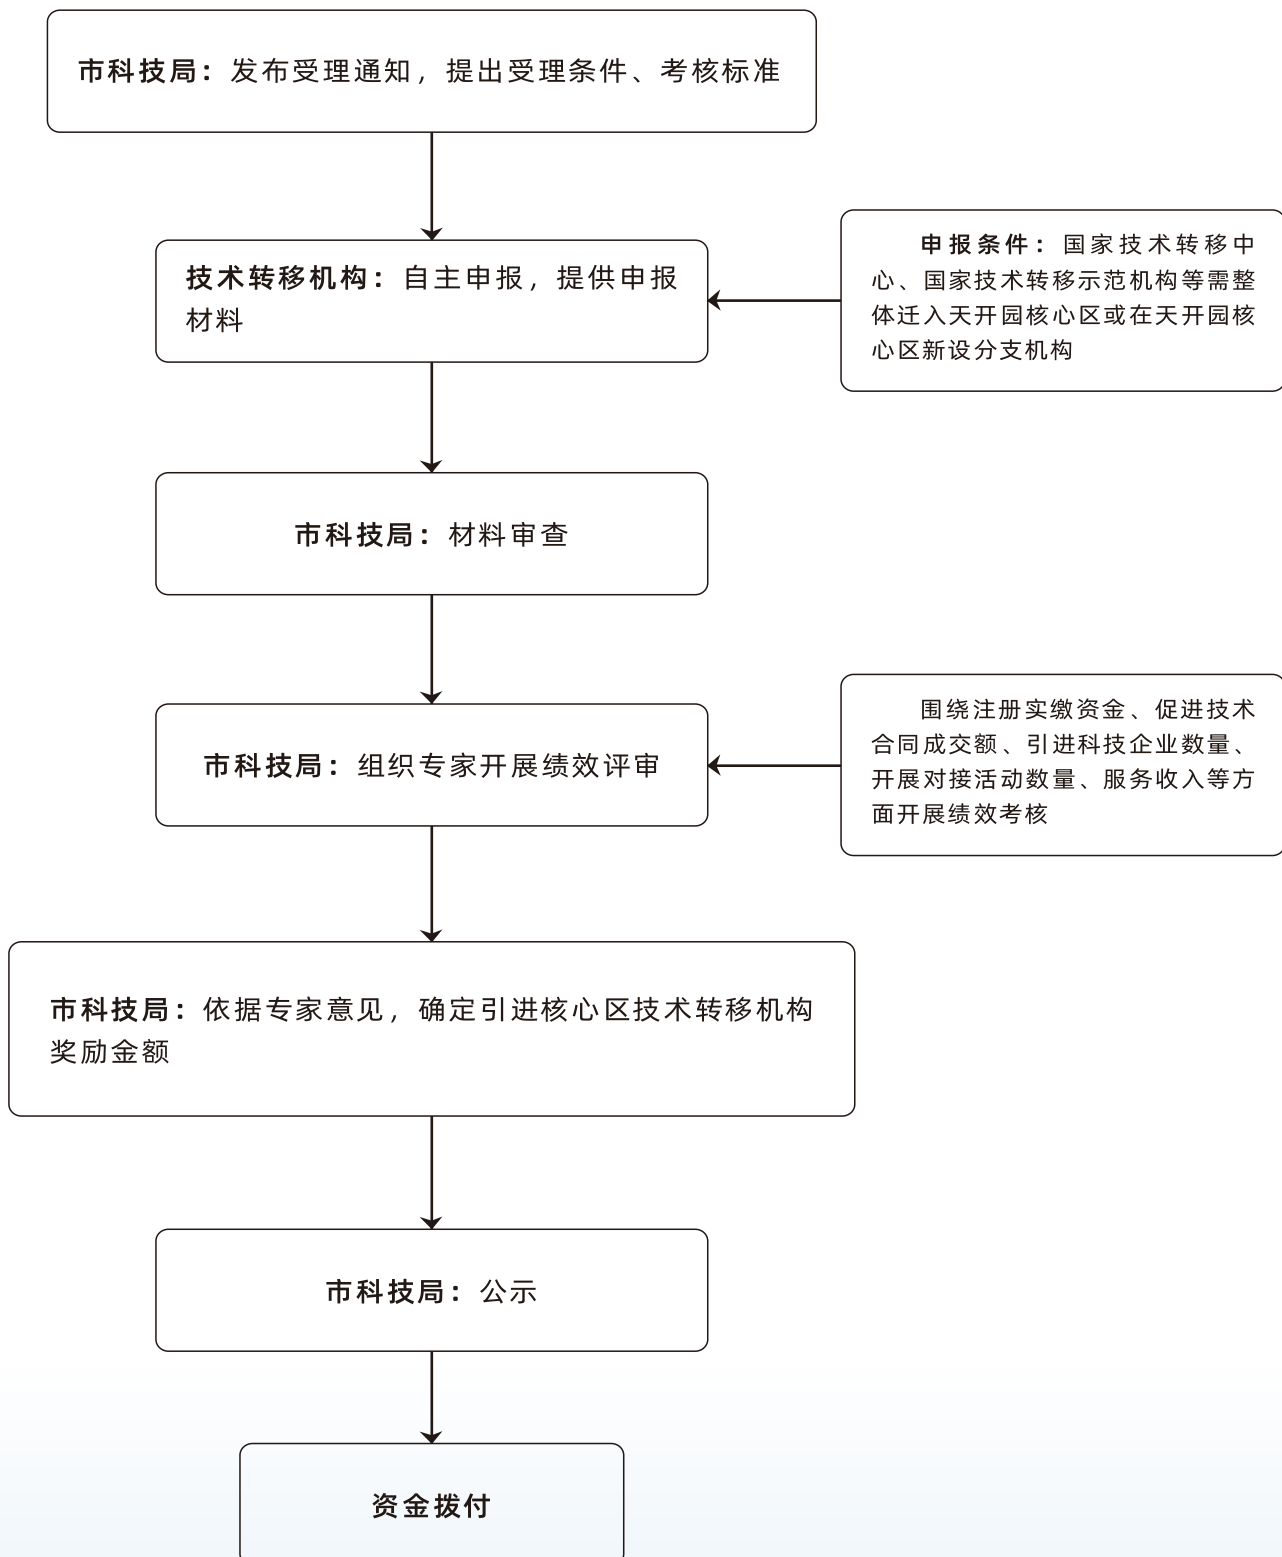 市科技局：发布受理通知，提出受理条件、考核标准
技术转移机构：自主申报，提供申报
材料
申报条件：国家技术转移中
心、国家技术转移示范机构等需整
体迁入天开园核心区或在天开园核
心区新设分支机构
市科技局：材料审查
市科技局：组织专家开展绩效评审
围绕注册实缴资金、促进技术
合同成交额、引进科技企业数量、
开展对接活动数量、服务收入等方
面开展绩效考核
市科技局：依据专家意见，确定引进核心区技术转移机构
奖励金额
市科技局：公示
资金拨付